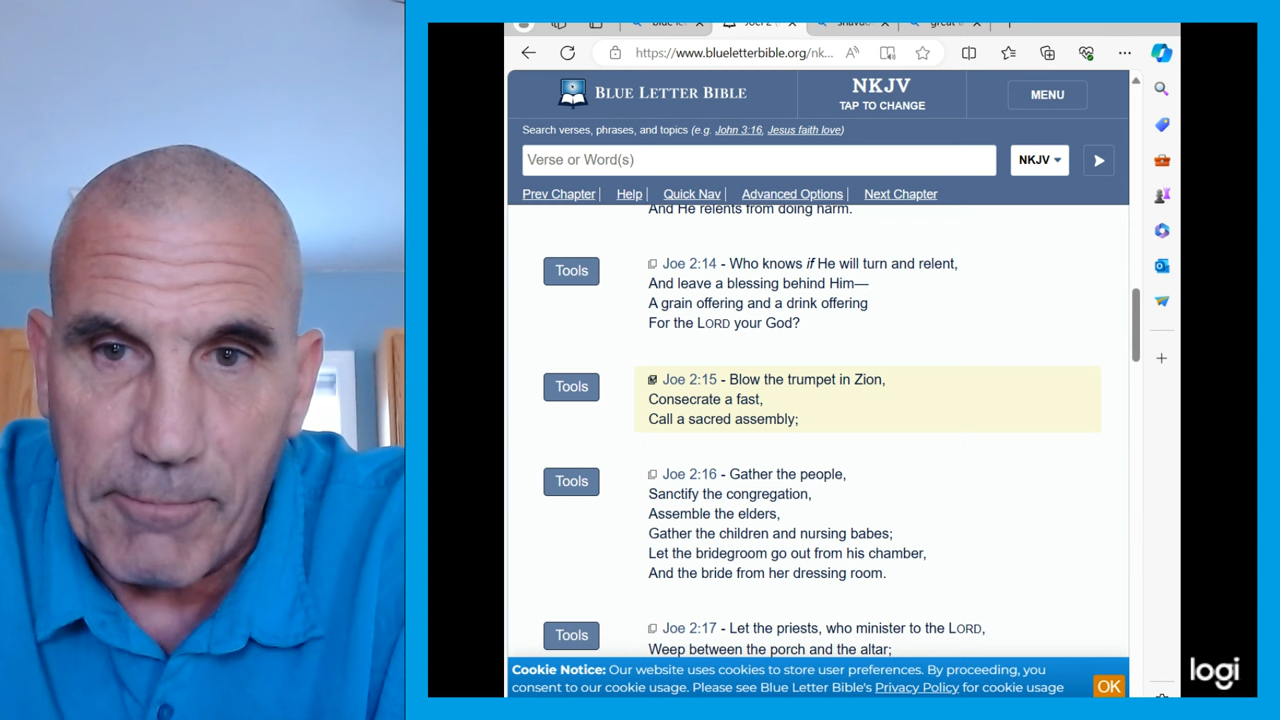 https://www.blueletterbible.org/nk...
BLUE LETTER BIBLE
NKJV
TAP TO CHANGE
MENU
Search verses, phrases, and topics (e.g. John 3:16, Jesus faith love)
Verse or Word(s)
NKJV
Prev Chapter
Help
Quick Nav
Advanced Options
Next Chapter
And He relents from doing harm.
Tools
Joe 2:14 - Who knows if He will turn and relent,
And leave a blessing behind Him—
A grain offering and a drink offering
For the LORD your God?
Tools
Joe 2:15 - Blow the trumpet in Zion,
Consecrate a fast,
Call a sacred assembly;
Tools
Joe 2:16 - Gather the people,
Sanctify the congregation,
Assemble the elders,
Gather the children and nursing babes;
Let the bridegroom go out from his chamber,
And the bride from her dressing room.
Tools
Joe 2:17 - Let the priests, who minister to the LORD,
Weep between the porch and the altar;
Cookie Notice: Our website uses cookies to store user preferences. By proceeding, you
consent to our cookie usage. Please see Blue Letter Bible's Privacy Policy for cookie usage
OK
logi